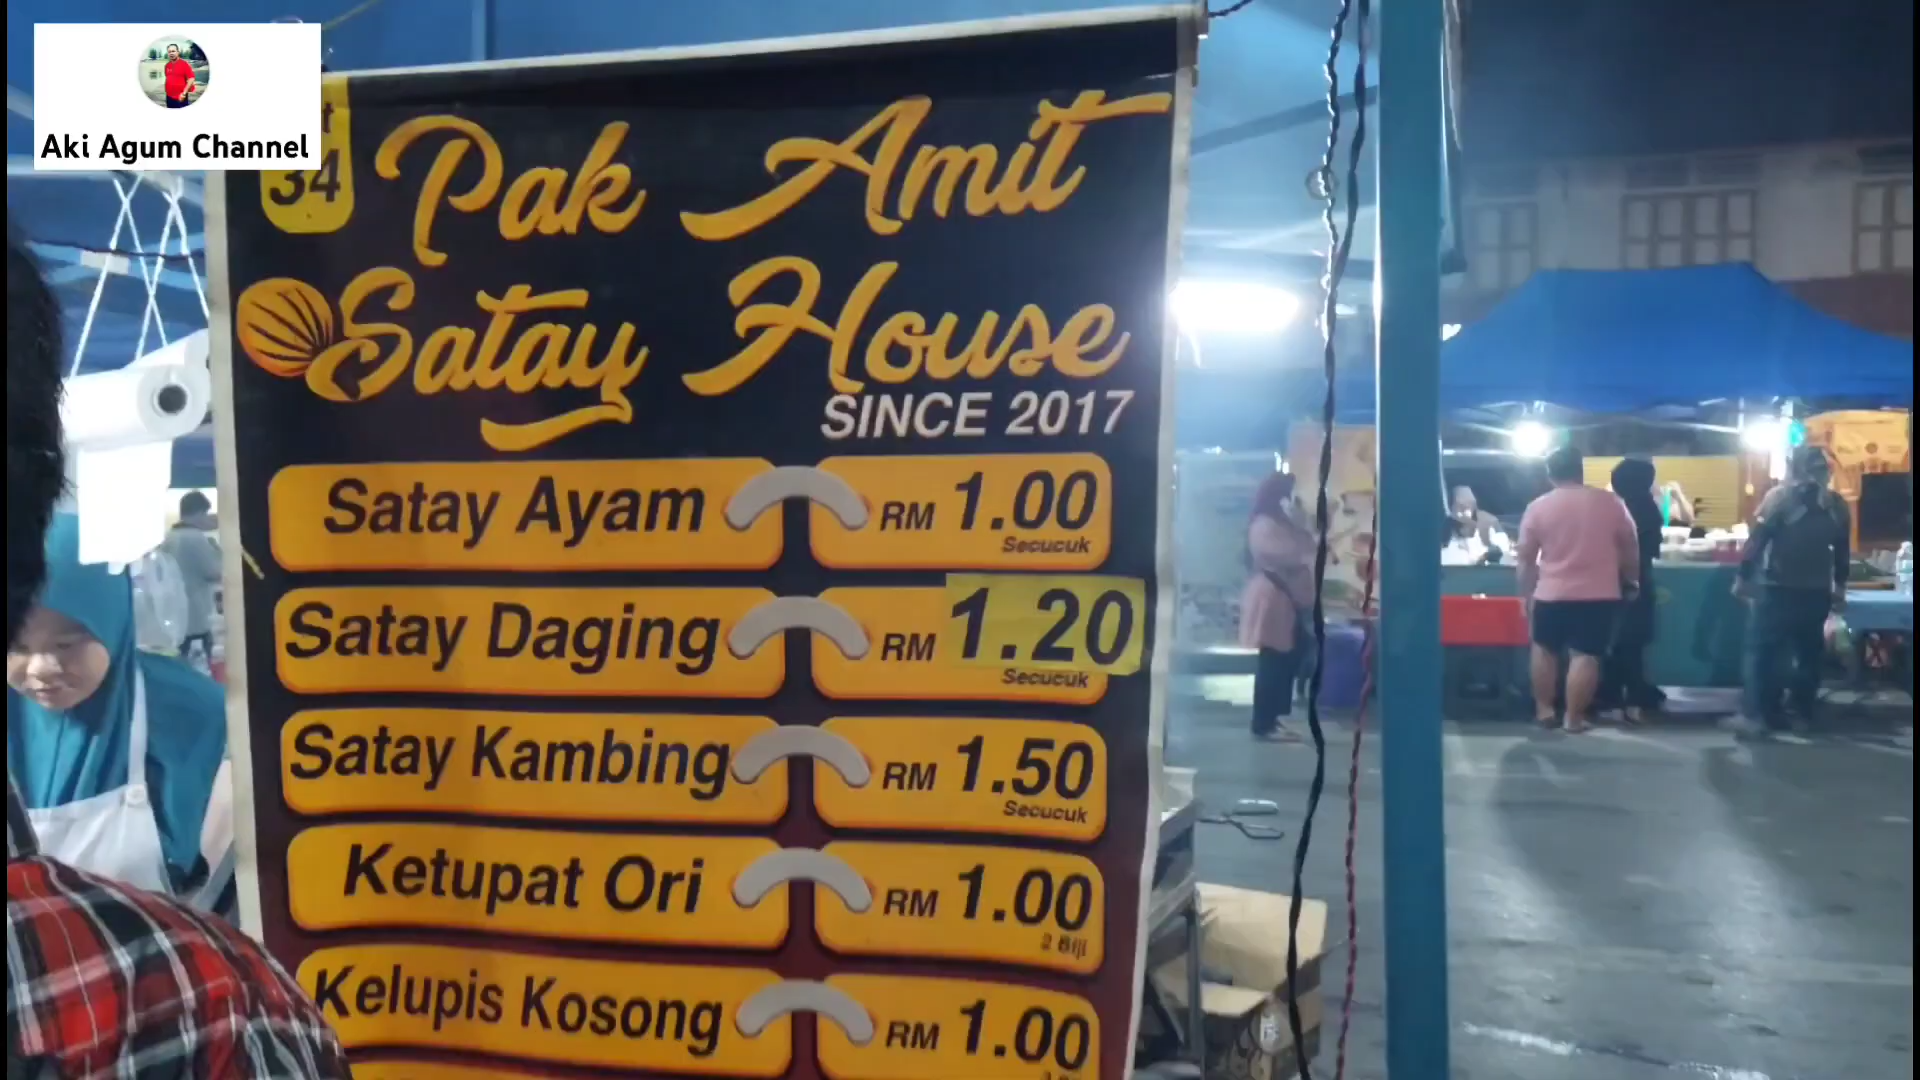 Aki Agum Channel
34
Pak Amit
Satay House
SINCE 2017
Satay Ayam RM 1.00
Secucuk
Satay Daging RM 1.20
Secucuk
Satay Kambing RM 1.50
Secucuk
Ketupat Ori RM 1.00
2 Biji
Kelupis Kosong RM 1.00